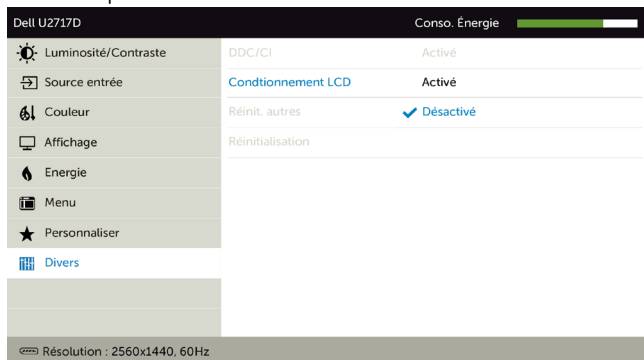 Dell U2717D Conso. Énergie
Luminosité/Contraste DDC/CI Activé
Source entrée Condtionnement LCD Activé
Couleur Réinit. autres Désactivé
Affichage Réinitialisation
Energie
Menu
Personnaliser
Divers
Résolution : 2560x1440, 60Hz